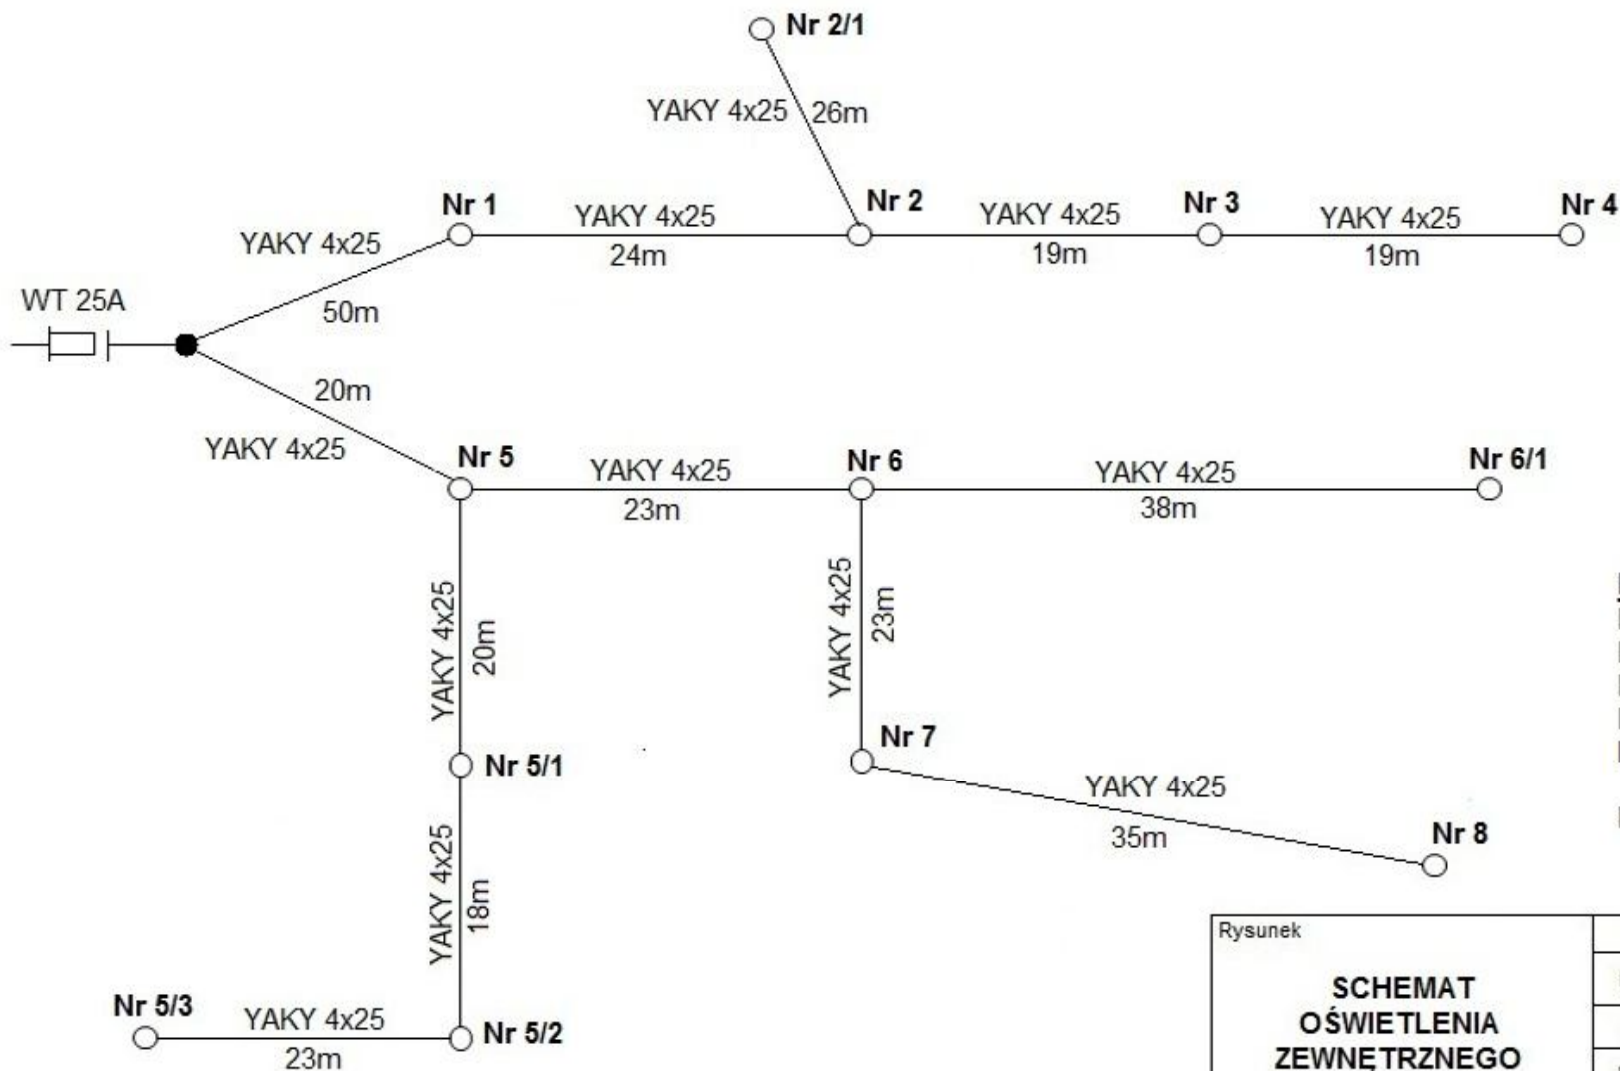 Nr 2/1
YAKY 4x25
26m
Nr 1
YAKY 4x25
24m
Nr 2
YAKY 4x25
19m
Nr 3
YAKY 4x25
19m
Nr 4
YAKY 4x25
50m
WT 25A
20m
YAKY 4x25
Nr 5
YAKY 4x25
23m
Nr 6
YAKY 4x25
38m
Nr 6/1
YAKY 4x25
20m
YAKY 4x25
23m
Nr 5/1
Nr 7
YAKY 4x25
35m
Nr 8
YAKY 4x25
18m
Nr 5/3
YAKY 4x25
23m
Nr 5/2
Rysunek
SCHEMAT
OŚWIETLENIA
ZEWNĘTRZNEGO